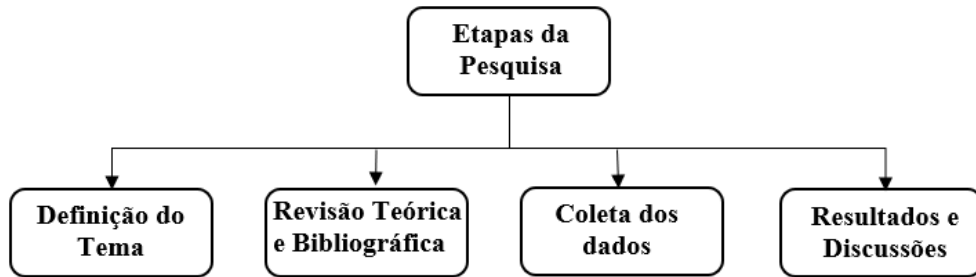 Etapas da
Pesquisa
Definição do
Tema
Revisão Teórica
e Bibliográfica
Coleta dos
dados
Resultados e
Discussões